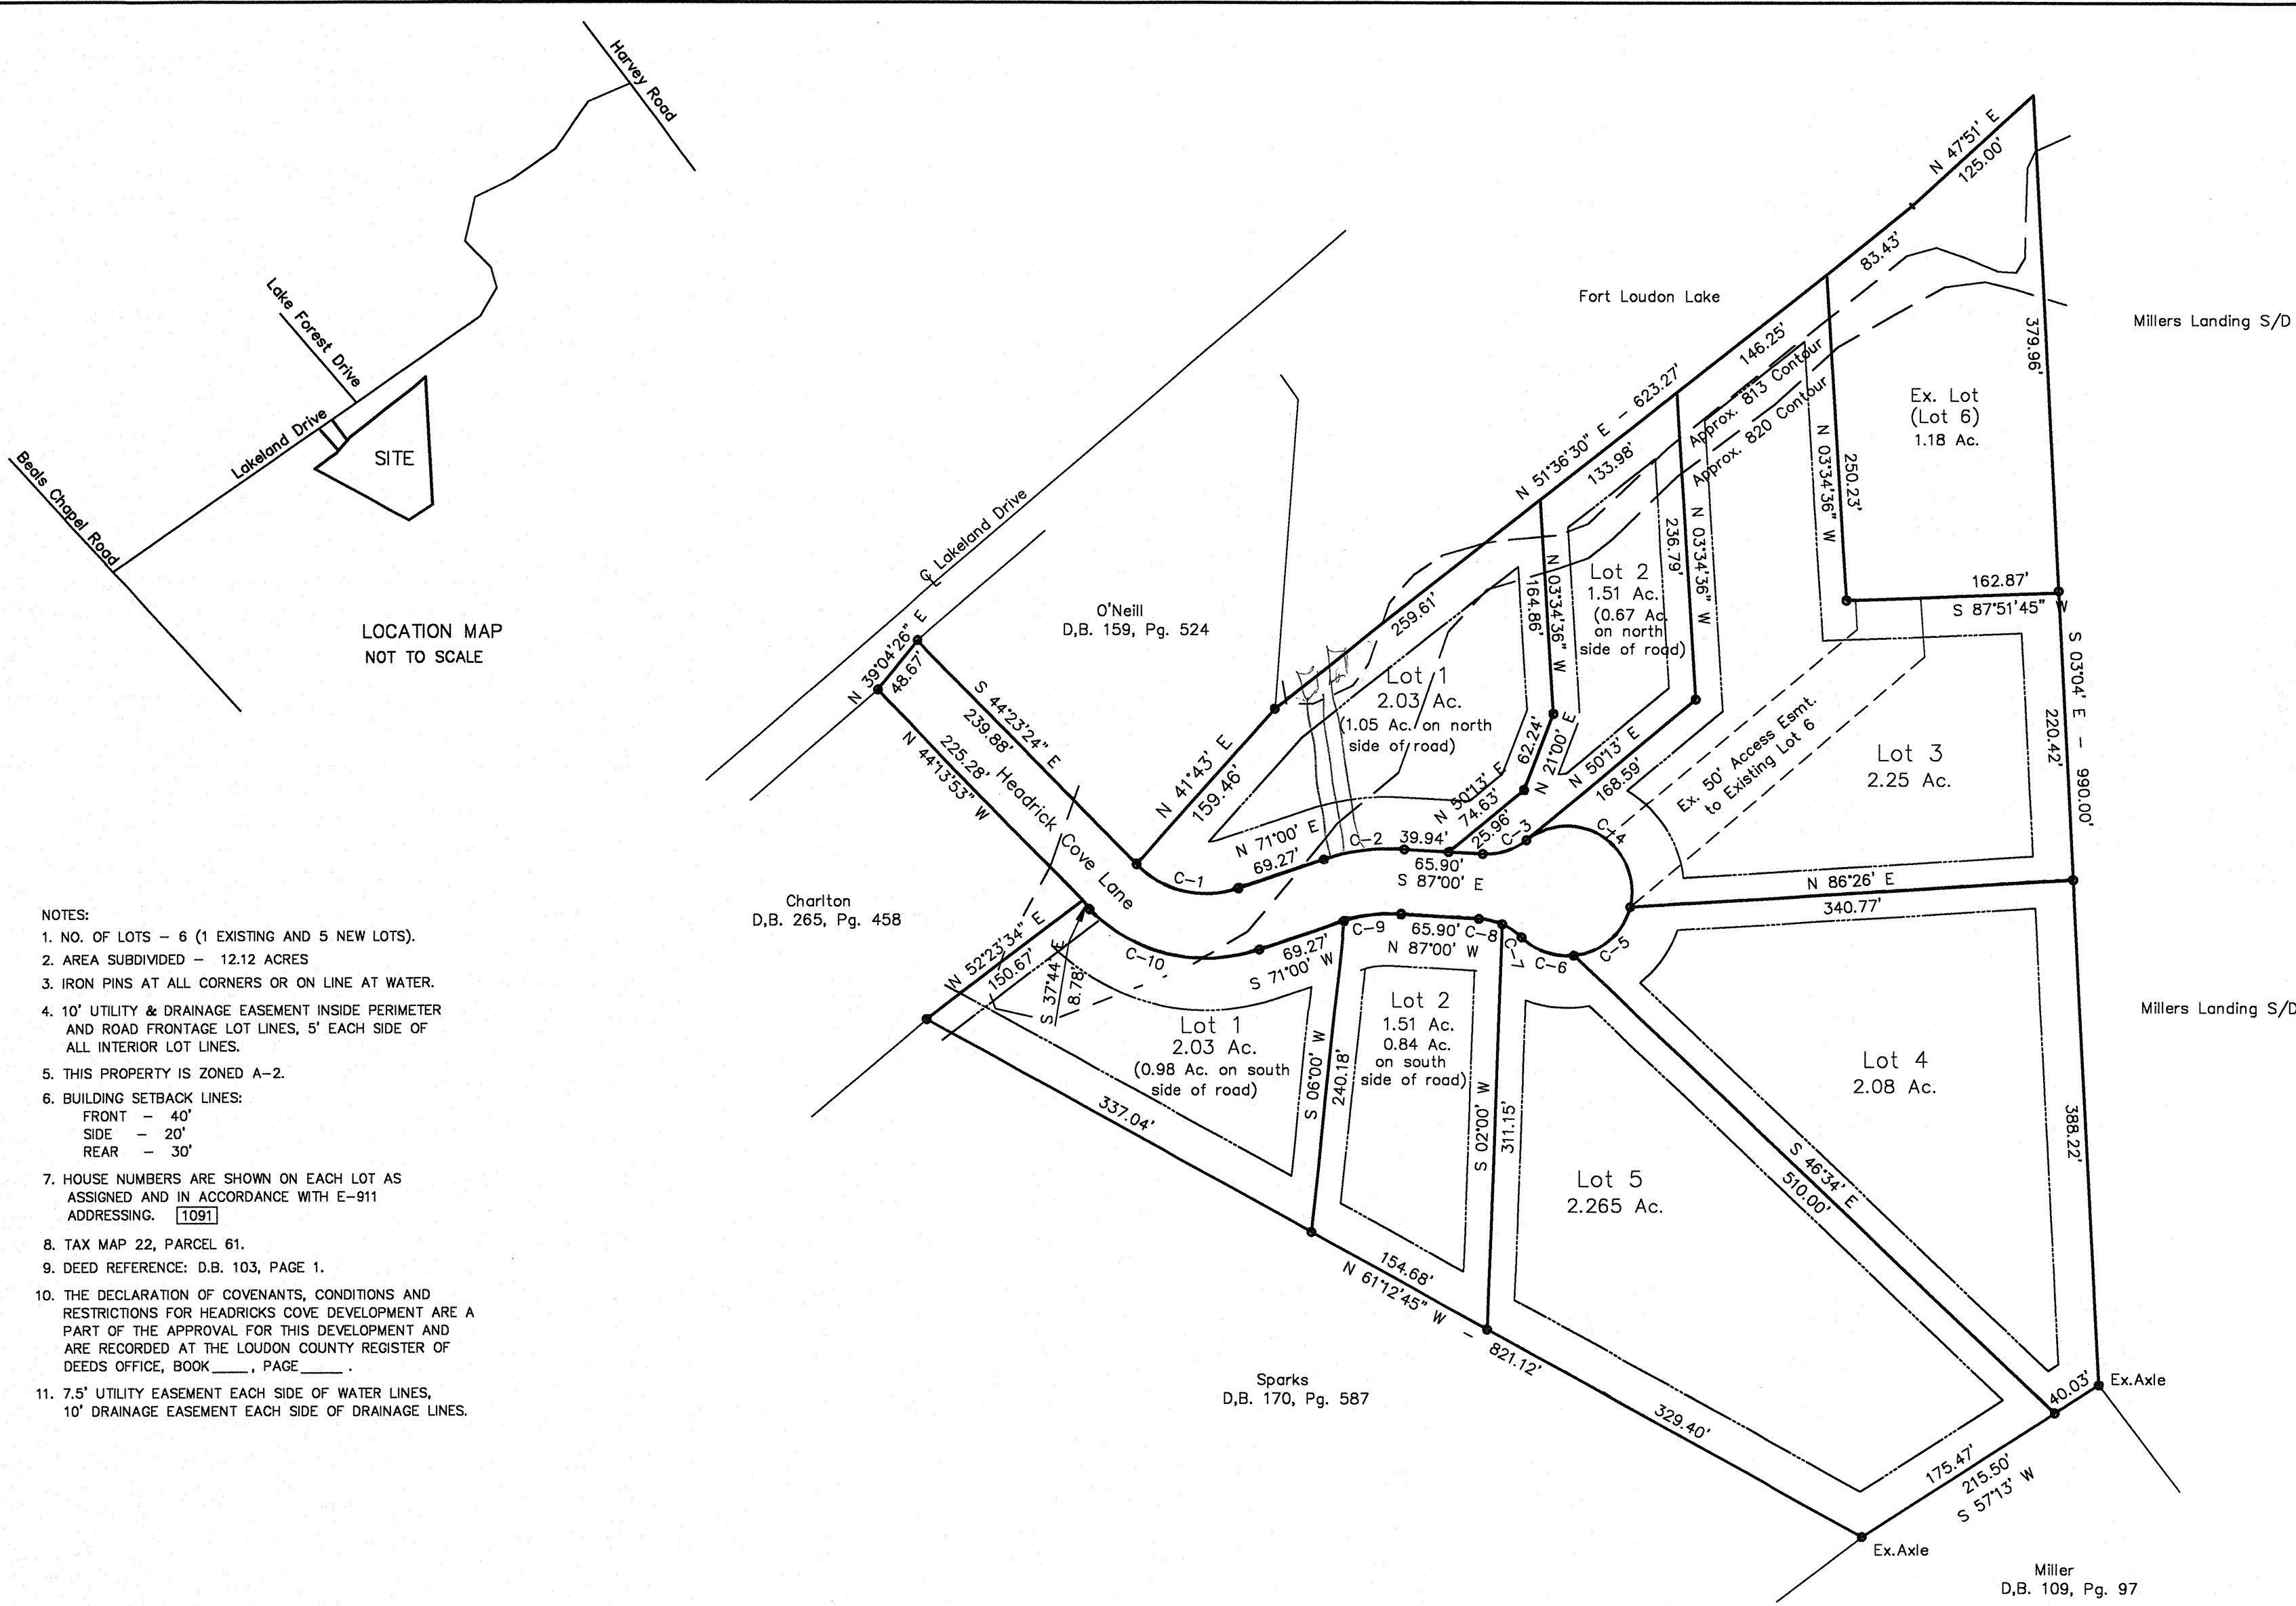 Harvey Road
Lake Forest Drive
Lakeland Drive
Beals Chapel Road
SITE
LOCATION MAP
NOT TO SCALE
NOTES:
1. NO. OF LOTS – 6 (1 EXISTING AND 5 NEW LOTS).
2. AREA SUBDIVIDED – 12.12 ACRES
3. IRON PINS AT ALL CORNERS OR ON LINE AT WATER.
4. 10' UTILITY & DRAINAGE EASEMENT INSIDE PERIMETER
AND ROAD FRONTAGE LOT LINES, 5' EACH SIDE OF
ALL INTERIOR LOT LINES.
5. THIS PROPERTY IS ZONED A-2.
6. BUILDING SETBACK LINES:
FRONT – 40'
SIDE – 20'
REAR – 30'
7. HOUSE NUMBERS ARE SHOWN ON EACH LOT AS
ASSIGNED AND IN ACCORDANCE WITH E-911
ADDRESSING. 1091
8. TAX MAP 22, PARCEL 61.
9. DEED REFERENCE: D.B. 103, PAGE 1.
10. THE DECLARATION OF COVENANTS, CONDITIONS AND
RESTRICTIONS FOR HEADRICKS COVE DEVELOPMENT ARE A
PART OF THE APPROVAL FOR THIS DEVELOPMENT AND
ARE RECORDED AT THE LOUDON COUNTY REGISTER OF
DEEDS OFFICE, BOOK____, PAGE____ .
11. 7.5' UTILITY EASEMENT EACH SIDE OF WATER LINES,
10' DRAINAGE EASEMENT EACH SIDE OF DRAINAGE LINES.
N 47°51' E
125.00'
83.43'
Fort Loudon Lake
Millers Landing S/D
379.96'
146.25'
N 51°36'30" E – 623.27'
133.98'
Approx. 813 Contour
Approx. 820 Contour
Ex. Lot
(Lot 6)
1.18 Ac.
N 03°34'36" W
250.23'
162.87'
S 87°51'45" W
℄ Lakeland Drive
O'Neill
D,B. 159, Pg. 524
259.61'
N 03°34'36" W
164.86'
236.79'
N 03°34'36" W
Lot 2
1.51 Ac.
(0.67 Ac.
on north
side of road)
Lot 1
2.03 Ac.
(1.05 Ac. on north
side of road)
N 39°04'26" E
48.67'
S 44°23'24" E
239.88'
225.28'
N 44°13'53" W
Headrick Cove Lane
N 41°43' E
159.46'
S 03°04' E – 990.00'
220.42'
Lot 3
2.25 Ac.
Ex. 50' Access Esmt.
to Existing Lot 6
62.24'
N 21°00' E
N 50°13' E
168.59'
N 50°13' E
74.63'
25.96'
C-3
C-4
N 71°00' E
69.27'
C-2
39.94'
65.90'
S 87°00' E
C-1
N 86°26' E
340.77'
Charlton
D,B. 265, Pg. 458
N 52°23'34" E
150.67'
S 37°44' E
8.78'
C-10
69.27'
S 71°00' W
C-9
65.90'
N 87°00' W
C-8
C-7
C-6
C-5
Lot 1
2.03 Ac.
(0.98 Ac. on south
side of road)
S 06°00' W
240.18'
Lot 2
1.51 Ac.
0.84 Ac.
on south
side of road)
S 02°00' W
311.15'
Millers Landing S/D
Lot 4
2.08 Ac.
388.22'
337.04'
Lot 5
2.265 Ac.
S 46°34' E
510.00'
154.68'
N 61°12'45" W – 821.12'
329.40'
Sparks
D,B. 170, Pg. 587
40.03'
Ex.Axle
175.47'
215.50'
S 57°13' W
Ex.Axle
Miller
D,B. 109, Pg. 97